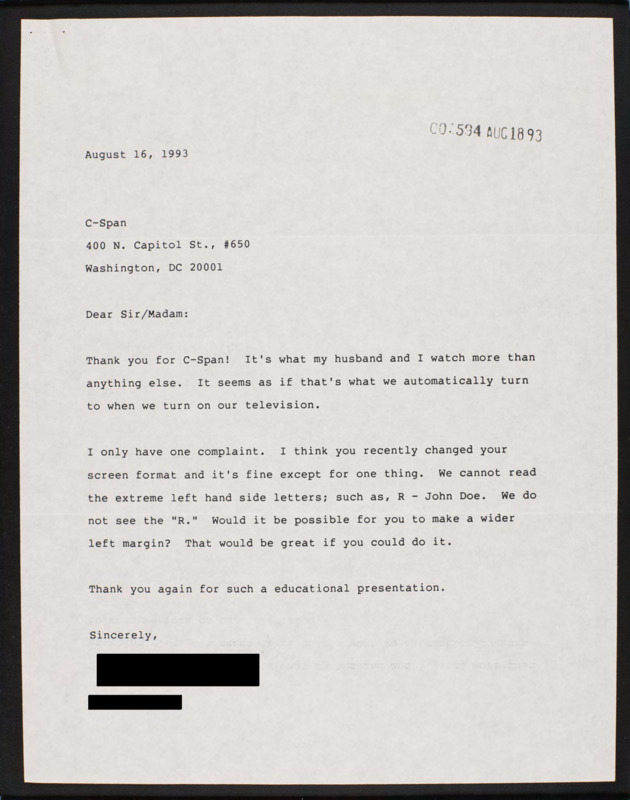 CO 594 AUG 18 93
August 16, 1993
C-Span
400 N. Capitol St., #650
Washington, DC 20001
Dear Sir/Madam:
Thank you for C-Span!  It's what my husband and I watch more than
anything else.  It seems as if that's what we automatically turn
to when we turn on our television.
I only have one complaint.  I think you recently changed your
screen format and it's fine except for one thing.  We cannot read
the extreme left hand side letters; such as, R - John Doe.  We do
not see the "R."  Would it be possible for you to make a wider
left margin?  That would be great if you could do it.
Thank you again for such a educational presentation.
Sincerely,